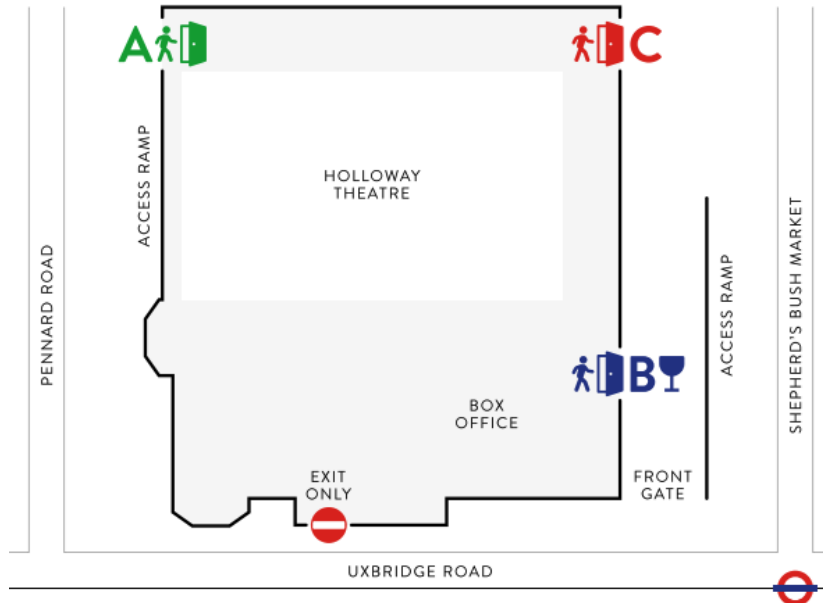 A
C
ACCESS RAMP
HOLLOWAY
THEATRE
PENNARD ROAD
ACCESS RAMP
SHEPHERD'S BUSH MARKET
B
BOX
OFFICE
EXIT
ONLY
FRONT
GATE
UXBRIDGE ROAD